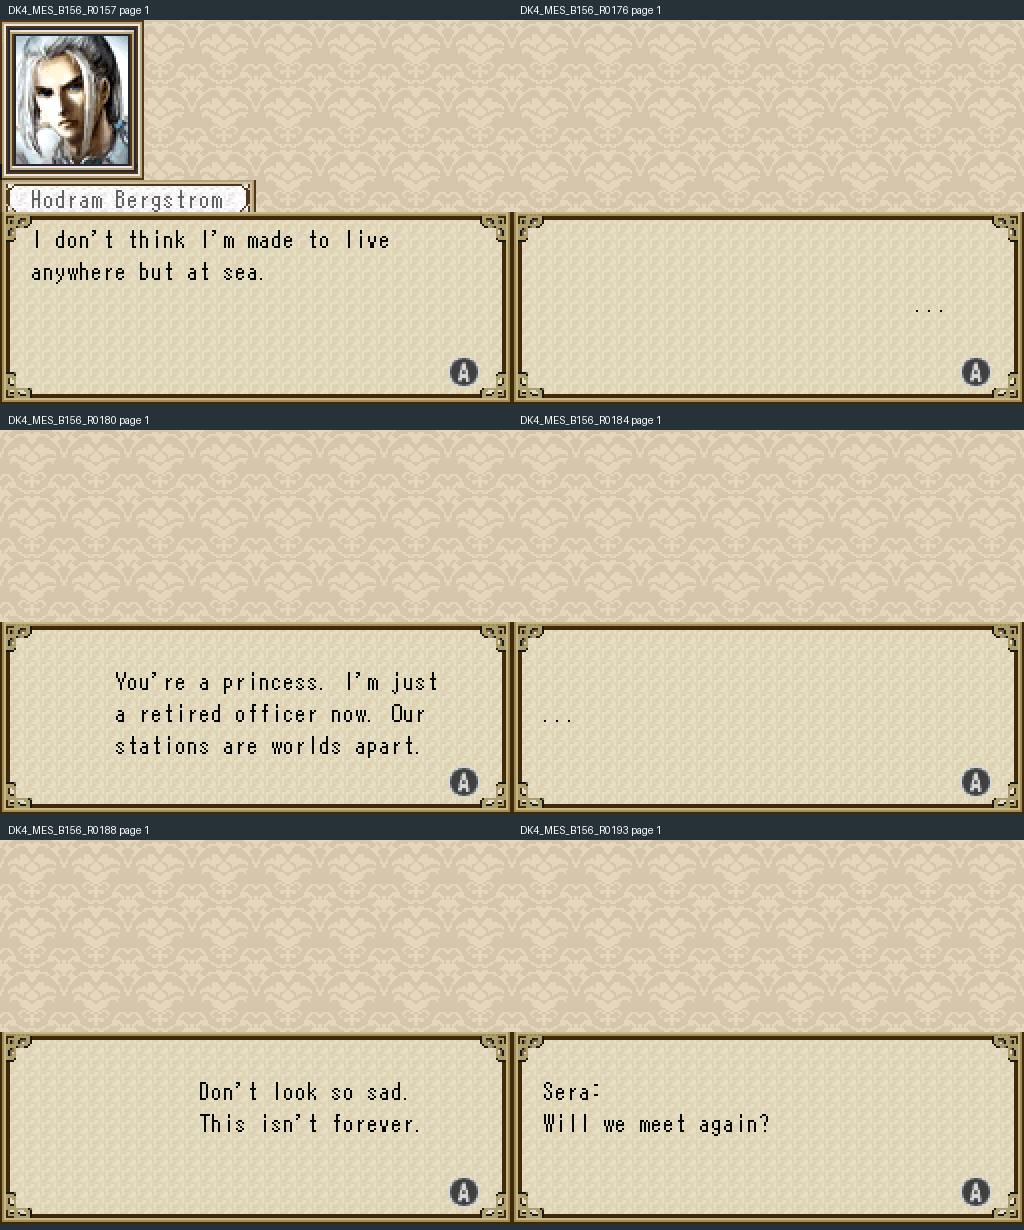 DK4_MES_B156_R0157 page 1
Hodram Bergstrom
I don't think I'm made to live
anywhere but at sea.
A
DK4_MES_B156_R0176 page 1
...
A
DK4_MES_B156_R0180 page 1
You're a princess. I'm just
a retired officer now. Our
stations are worlds apart.
A
DK4_MES_B156_R0184 page 1
...
A
DK4_MES_B156_R0188 page 1
Don't look so sad.
This isn't forever.
A
DK4_MES_B156_R0193 page 1
Sera:
Will we meet again?
A